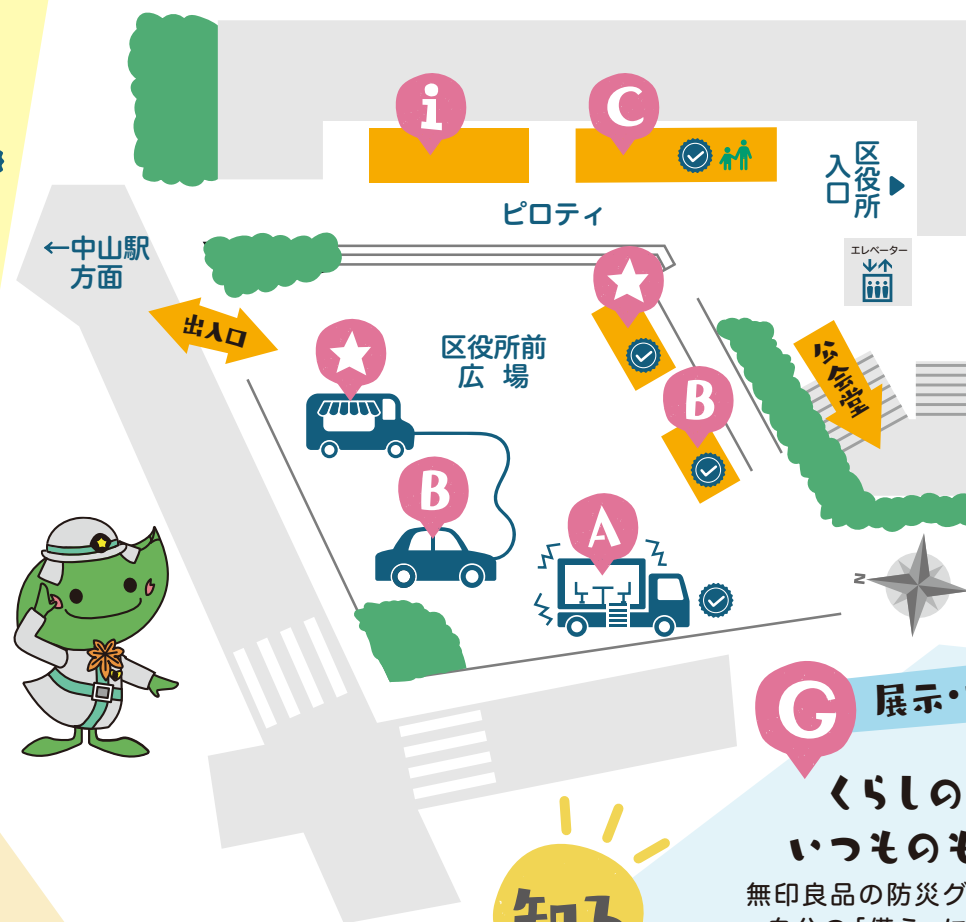 i
C
区役所
入口
ピロティ
エレベーター
←中山駅
方面
出入口
区役所前
広場
公会堂
B
B
A
N
G
展示・
くらしの
いつものも
無印良品の防災グ
知る